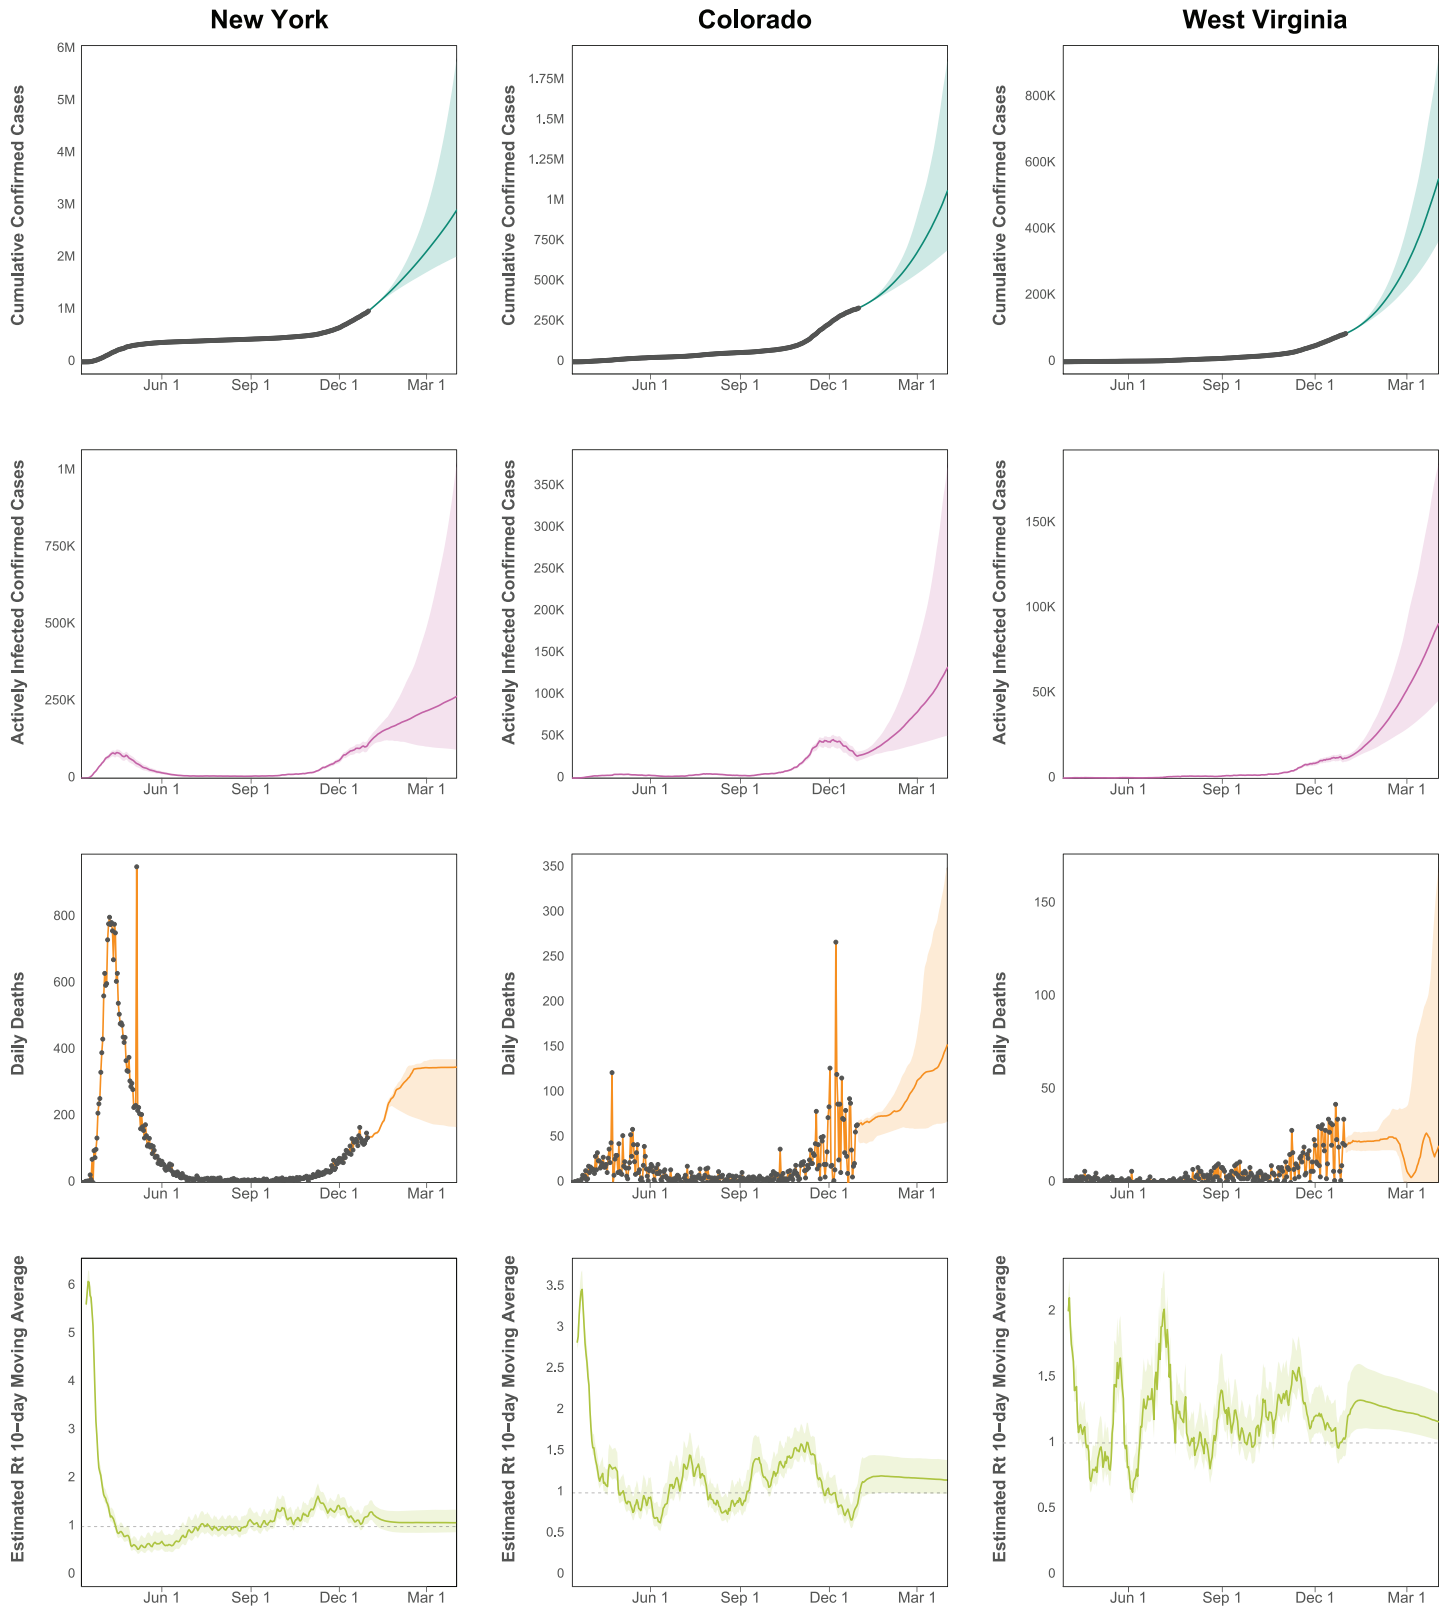 New York
Colorado
West Virginia
Cumulative Confirmed Cases
6M
5M
4M
3M
2M
1M
0
Jun 1
Sep 1
Dec 1
Mar 1
Cumulative Confirmed Cases
1.75M
1.5M
1.25M
1M
750K
500K
250K
0
Jun 1
Sep 1
Dec 1
Mar 1
Cumulative Confirmed Cases
800K
600K
400K
200K
0
Jun 1
Sep 1
Dec 1
Mar 1
Actively Infected Confirmed Cases
1M
750K
500K
250K
0
Jun 1
Sep 1
Dec 1
Mar 1
Actively Infected Confirmed Cases
350K
300K
250K
200K
150K
100K
50K
0
Jun 1
Sep 1
Dec1
Mar 1
Actively Infected Confirmed Cases
150K
100K
50K
0
Jun 1
Sep 1
Dec 1
Mar 1
Daily Deaths
800
600
400
200
0
Jun 1
Sep 1
Dec 1
Mar 1
Daily Deaths
350
300
250
200
150
100
50
0
Jun 1
Sep 1
Dec 1
Mar 1
Daily Deaths
150
100
50
0
Jun 1
Sep 1
Dec 1
Mar 1
Estimated Rt 10−day Moving Average
6
5
4
3
2
1
0
Jun 1
Sep 1
Dec 1
Mar 1
Estimated Rt 10−day Moving Average
3.5
3
2.5
2
1.5
1
0.5
0
Jun 1
Sep 1
Dec 1
Mar 1
Estimated Rt 10−day Moving Average
2
1.5
1
0.5
0
Jun 1
Sep 1
Dec 1
Mar 1